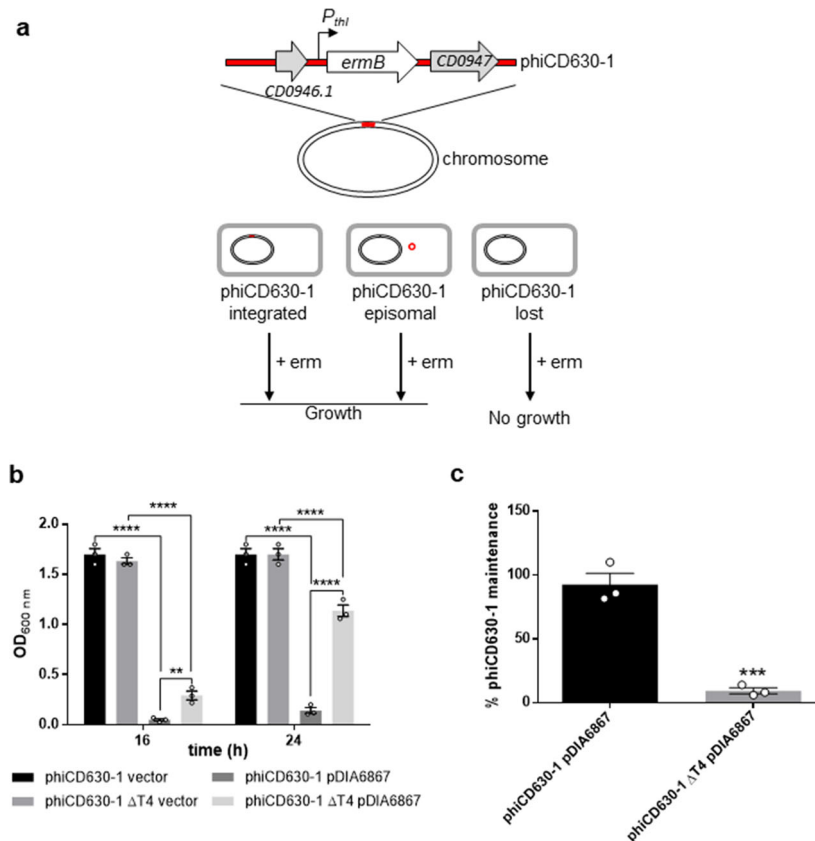 a
P_thl
ermB
CD0947
phiCD630-1
CD0946.1
chromosome
phiCD630-1 integrated
phiCD630-1 episomal
phiCD630-1 lost
+ erm
+ erm
+ erm
Growth
No growth
b
OD600 nm
2.0
1.5
1.0
0.5
0.0
****
****
**
****
****
****
16
24
time (h)
phiCD630-1 vector
phiCD630-1 pDIA6867
phiCD630-1 ΔT4 vector
phiCD630-1 ΔT4 pDIA6867
c
% phiCD630-1 maintenance
150
100
50
0
***
phiCD630-1 pDIA6867
phiCD630-1 ΔT4 pDIA6867